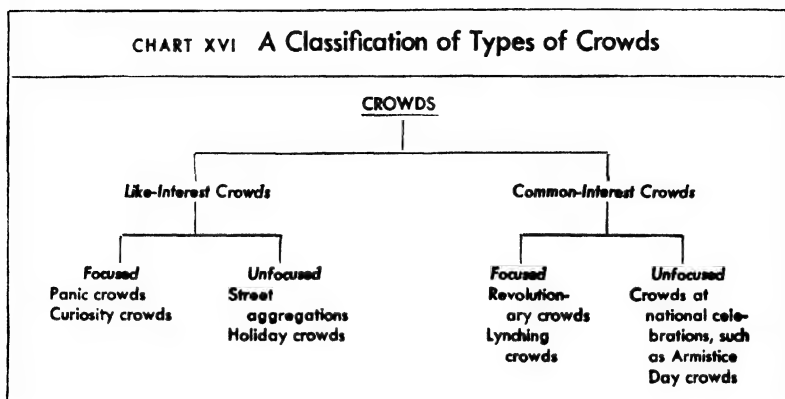 CHART XVI A Classification of Types of Crowds
CROWDS
Like-Interest Crowds
Common-Interest Crowds
Focused
Panic crowds
Curiosity crowds
Unfocused
Street
aggregations
Holiday crowds
Focused
Revolution-
ary crowds
Lynching
crowds
Unfocused
Crowds at
national cele-
brations, such
as Armistice
Day crowds